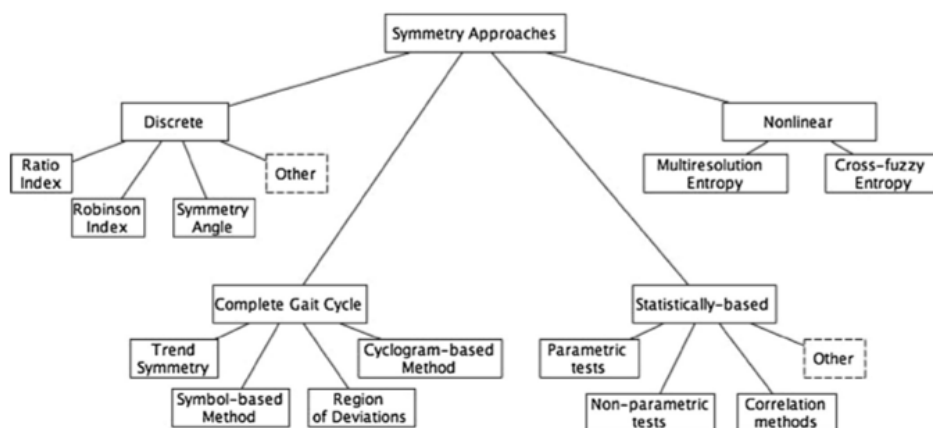 Symmetry Approaches
Discrete
Nonlinear
Ratio
Index
Robinson
Index
Symmetry
Angle
Other
Multiresolution
Entropy
Cross-fuzzy
Entropy
Complete Gait Cycle
Statistically-based
Trend
Symmetry
Symbol-based
Method
Region
of Deviations
Cyclogram-based
Method
Parametric
tests
Non-parametric
tests
Correlation
methods
Other